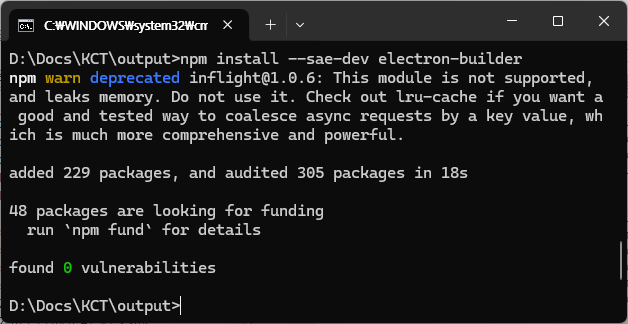 C:\WINDOWS\system32\cm
D:\Docs\KCT\output>npm install --sae-dev electron-builder
npm warn deprecated inflight@1.0.6: This module is not supported,
and leaks memory. Do not use it. Check out lru-cache if you want a
 good and tested way to coalesce async requests by a key value, wh
ich is much more comprehensive and powerful.
added 229 packages, and audited 305 packages in 18s
48 packages are looking for funding
  run `npm fund` for details
found 0 vulnerabilities
D:\Docs\KCT\output>